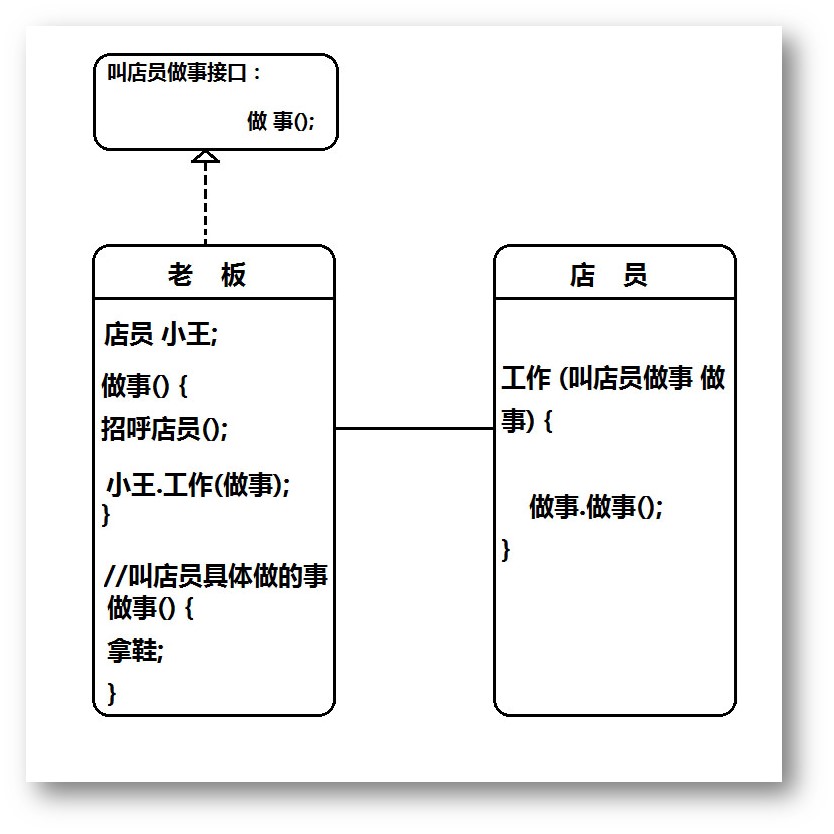 叫店员做事接口：
做 事();
老 板
店员 小王;
做事() {
招呼店员();
小王.工作(做事);
}
//叫店员具体做的事
做事() {
拿鞋;
}
店 员
工作 (叫店员做事 做
事) {
做事.做事();
}